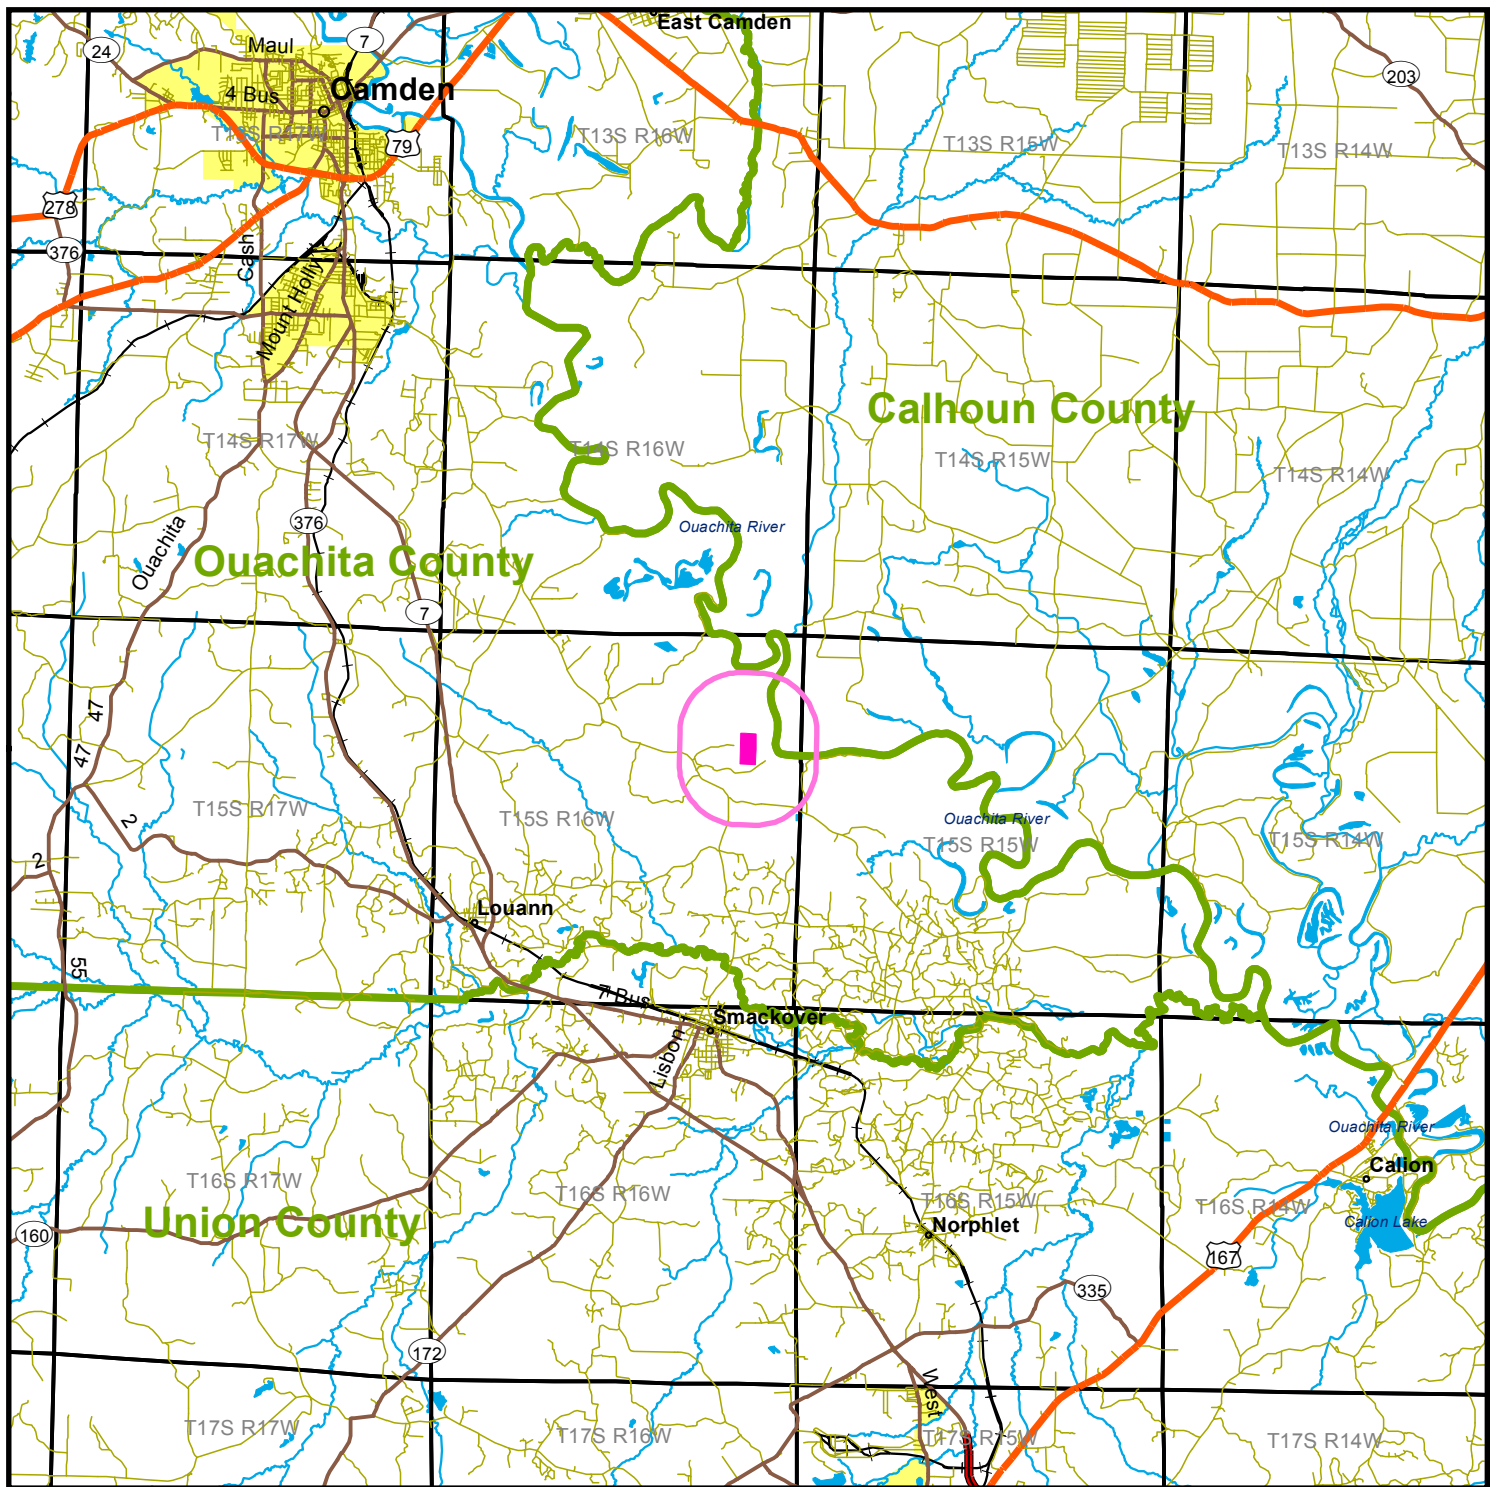 East Camden
Maul
7
24
203
Camden
4 Bus
T13S R17W
79
T13S R16W
T13S R15W
T13S R14W
278
376
Cash
Mount Holly
Calhoun County
T14S R17W
T14S R16W
T14S R15W
T14S R14W
376
Ouachita River
Ouachita
Ouachita County
7
47
47
T15S R17W
2
T15S R16W
Ouachita River
T15S R15W
T15S R14W
2
Louann
55
7 Bus
Smackover
Lisbon
Ouachita River
Calion
T16S R17W
T16S R16W
T16S R15W
T16S R14W
Union County
Norphlet
Calion Lake
160
167
335
172
West
T17S R17W
T17S R16W
T17S R15W
T17S R14W